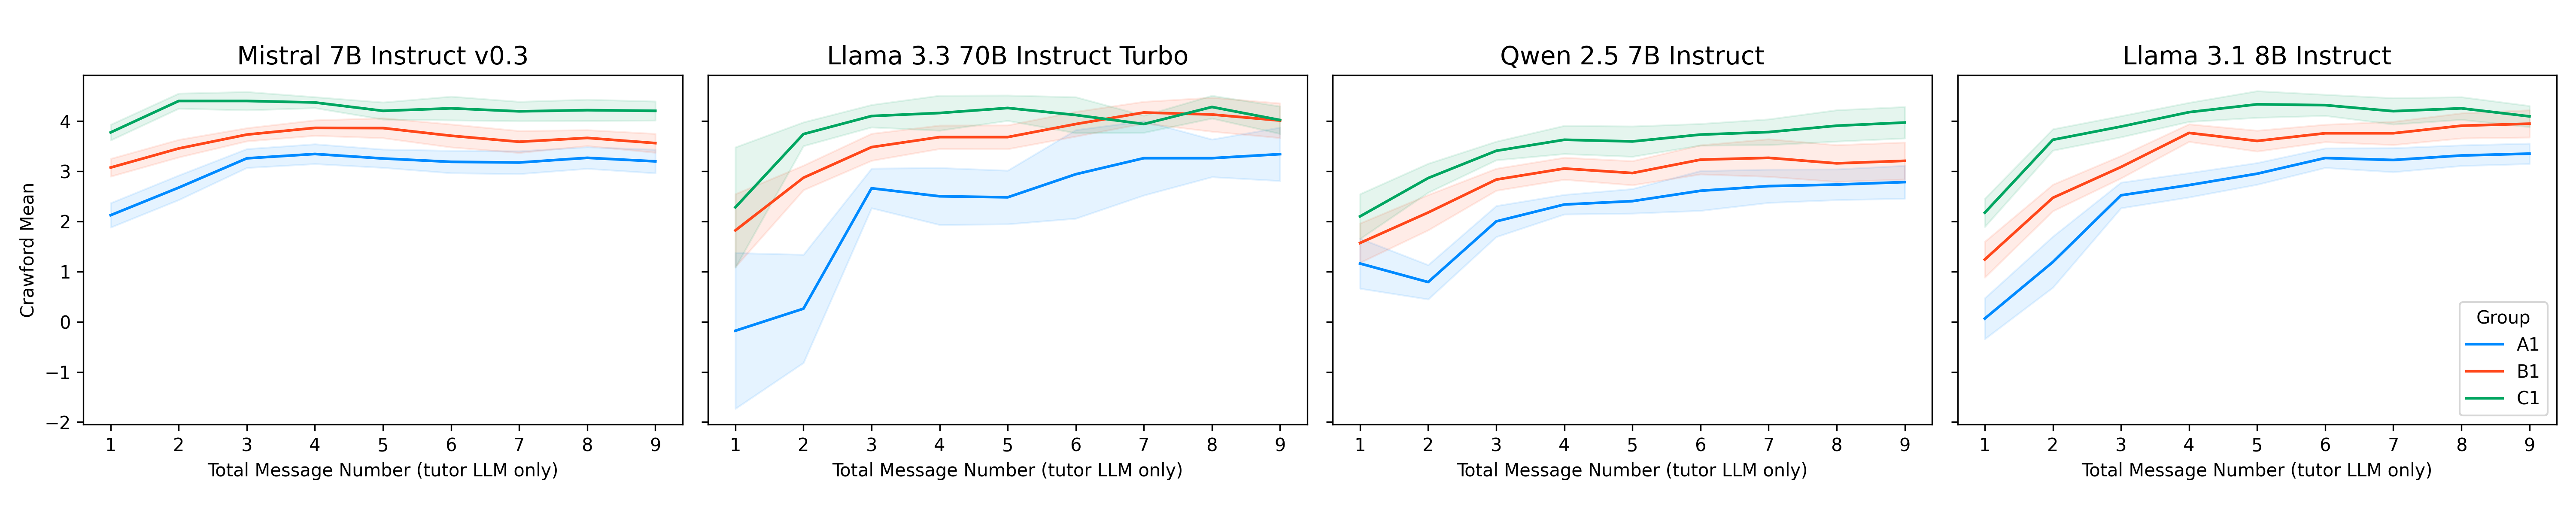 Mistral 7B Instruct v0.3
Llama 3.3 70B Instruct Turbo
Qwen 2.5 7B Instruct
Llama 3.1 8B Instruct
Crawford Mean
4
3
2
1
0
−1
−2
Group
A1
B1
C1
1 2 3 4 5 6 7 8 9
1 2 3 4 5 6 7 8 9
1 2 3 4 5 6 7 8 9
1 2 3 4 5 6 7 8 9
Total Message Number (tutor LLM only)
Total Message Number (tutor LLM only)
Total Message Number (tutor LLM only)
Total Message Number (tutor LLM only)